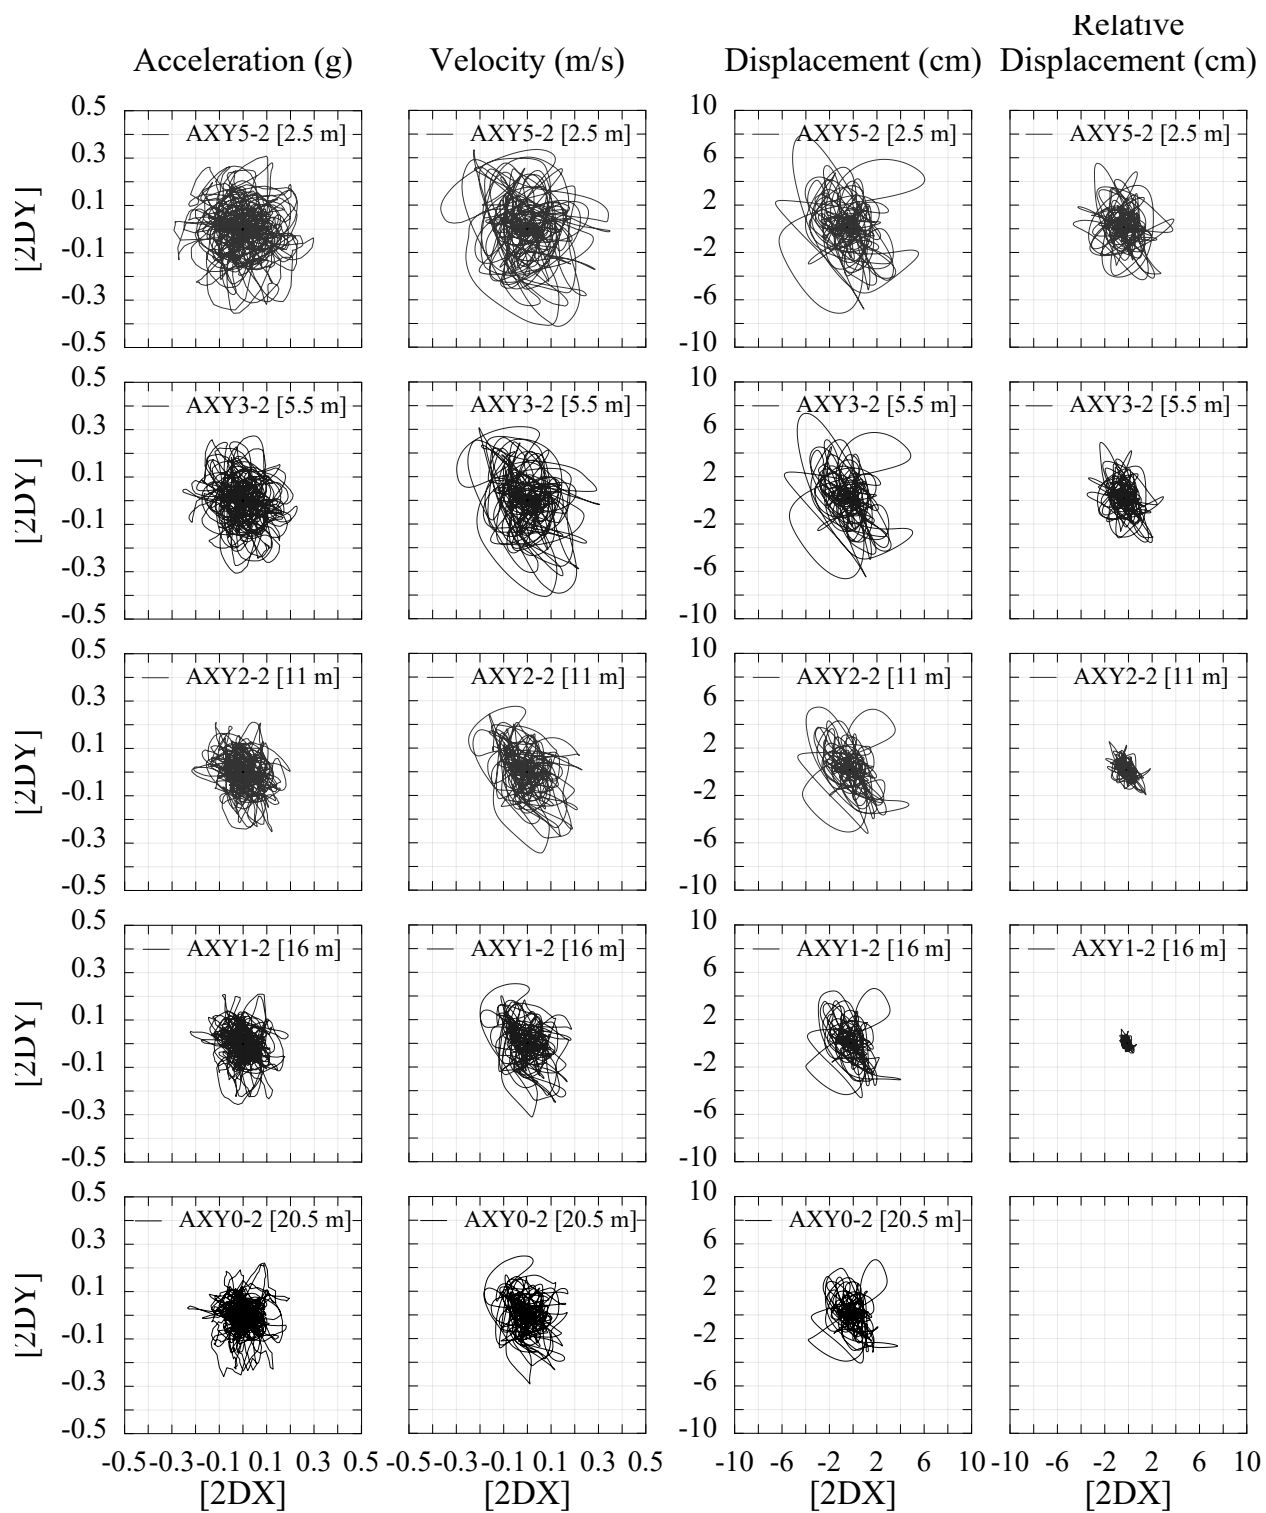 Relative
Acceleration (g) Velocity (m/s) Displacement (cm) Displacement (cm)
0.5 10
AXY5-2 [2.5 m] AXY5-2 [2.5 m] AXY5-2 [2.5 m] AXY5-2 [2.5 m]
0.3 6
0.1 2
[2DY]
-0.1 -2
-0.3 -6
-0.5 -10
0.5 10
AXY3-2 [5.5 m] AXY3-2 [5.5 m] AXY3-2 [5.5 m] AXY3-2 [5.5 m]
0.3 6
0.1 2
[2DY]
-0.1 -2
-0.3 -6
-0.5 -10
0.5 10
AXY2-2 [11 m] AXY2-2 [11 m] AXY2-2 [11 m] AXY2-2 [11 m]
0.3 6
0.1 2
[2DY]
-0.1 -2
-0.3 -6
-0.5 -10
0.5 10
AXY1-2 [16 m] AXY1-2 [16 m] AXY1-2 [16 m] AXY1-2 [16 m]
0.3 6
0.1 2
[2DY]
-0.1 -2
-0.3 -6
-0.5 -10
0.5 10
AXY0-2 [20.5 m] AXY0-2 [20.5 m] AXY0-2 [20.5 m]
0.3 6
0.1 2
[2DY]
-0.1 -2
-0.3 -6
-0.5 -10
-0.5 -0.3 -0.1 0.1 0.3 0.5 -0.5 -0.3 -0.1 0.1 0.3 0.5 -10 -6 -2 2 6 10 -10 -6 -2 2 6 10
[2DX] [2DX] [2DX] [2DX]